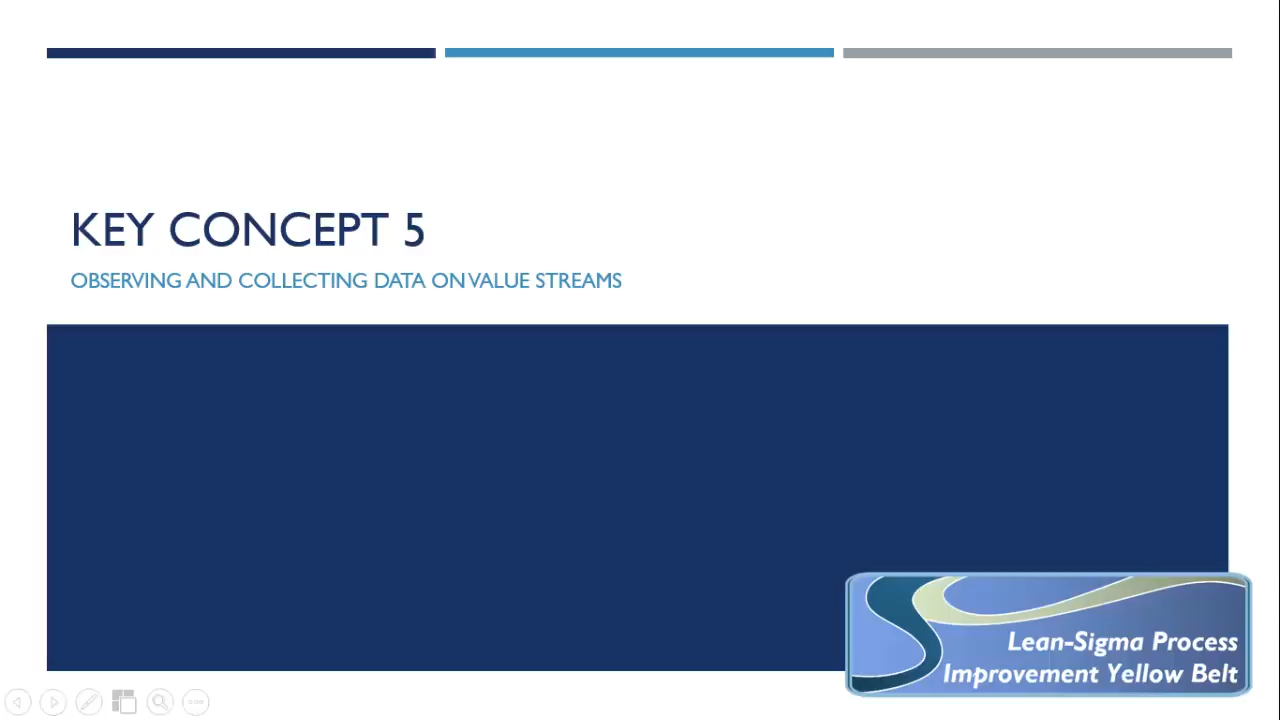 KEY CONCEPT 5
OBSERVING AND COLLECTING DATA ON VALUE STREAMS
Lean-Sigma Process
Improvement Yellow Belt